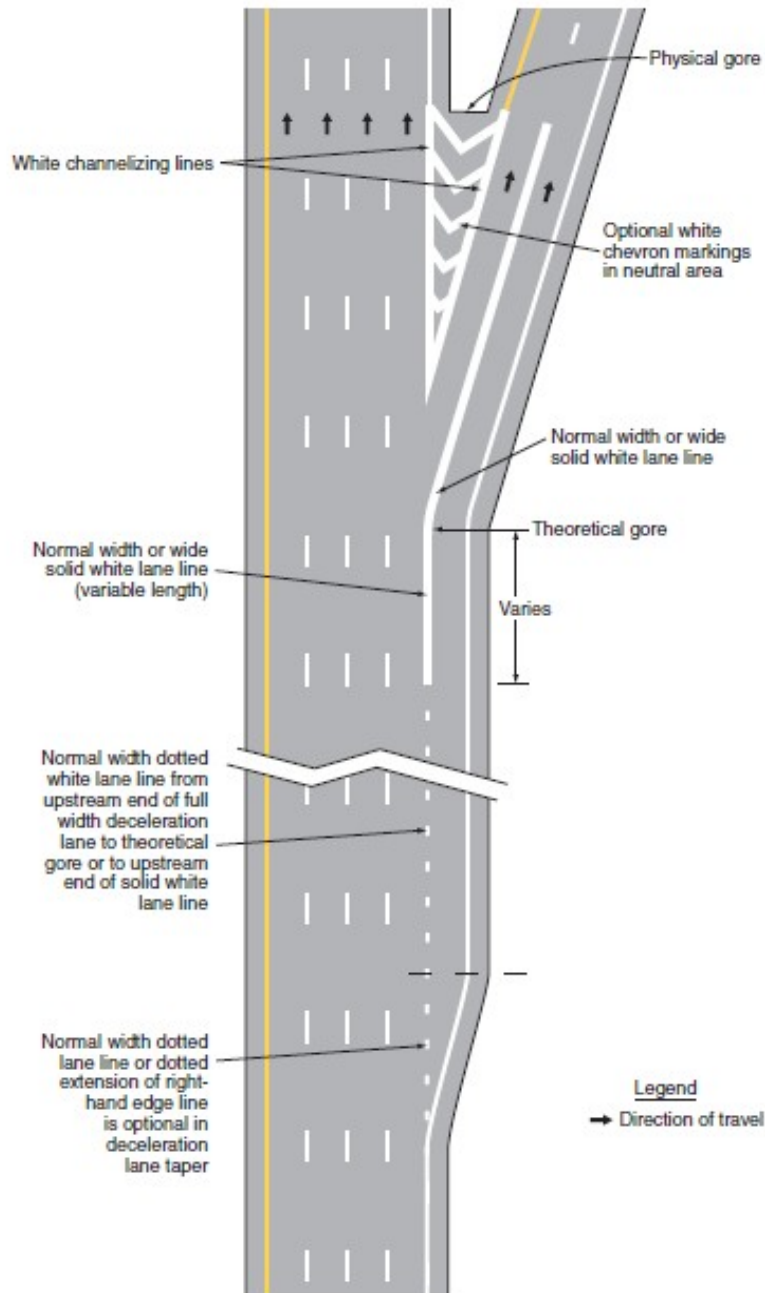 Physical gore
White channelizing lines
Optional white
chevron markings
in neutral area
Normal width or wide
solid white lane line
Theoretical gore
Normal width or wide
solid white lane line
(variable length)
Varies
Normal width dotted
white lane line from
upstream end of full
width deceleration
lane to theoretical
gore or to upstream
end of solid white
lane line
Normal width dotted
lane line or dotted
extension of right-
hand edge line
is optional in
deceleration
lane taper
Legend
Direction of travel